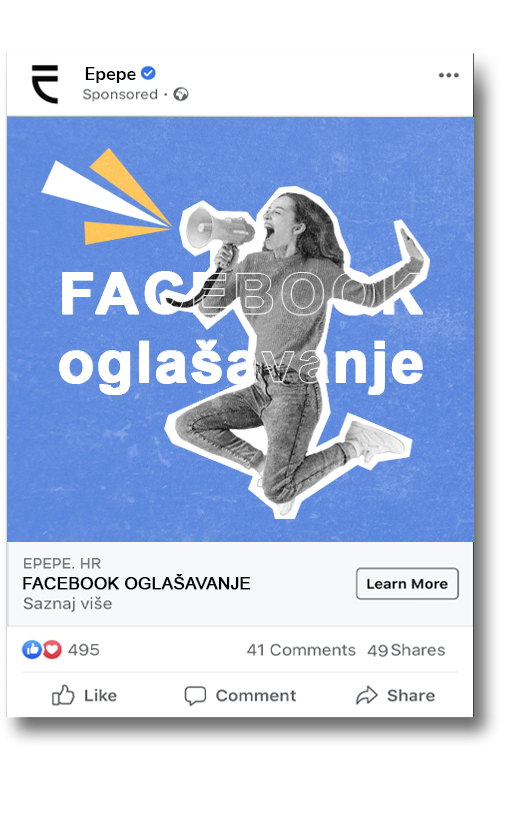 Epepe
Sponsored ·
FACEBOOK
oglašavanje
EPEPE. HR
FACEBOOK OGLAŠAVANJE
Saznaj više
Learn More
495
41 Comments
49 Shares
Like
Comment
Share